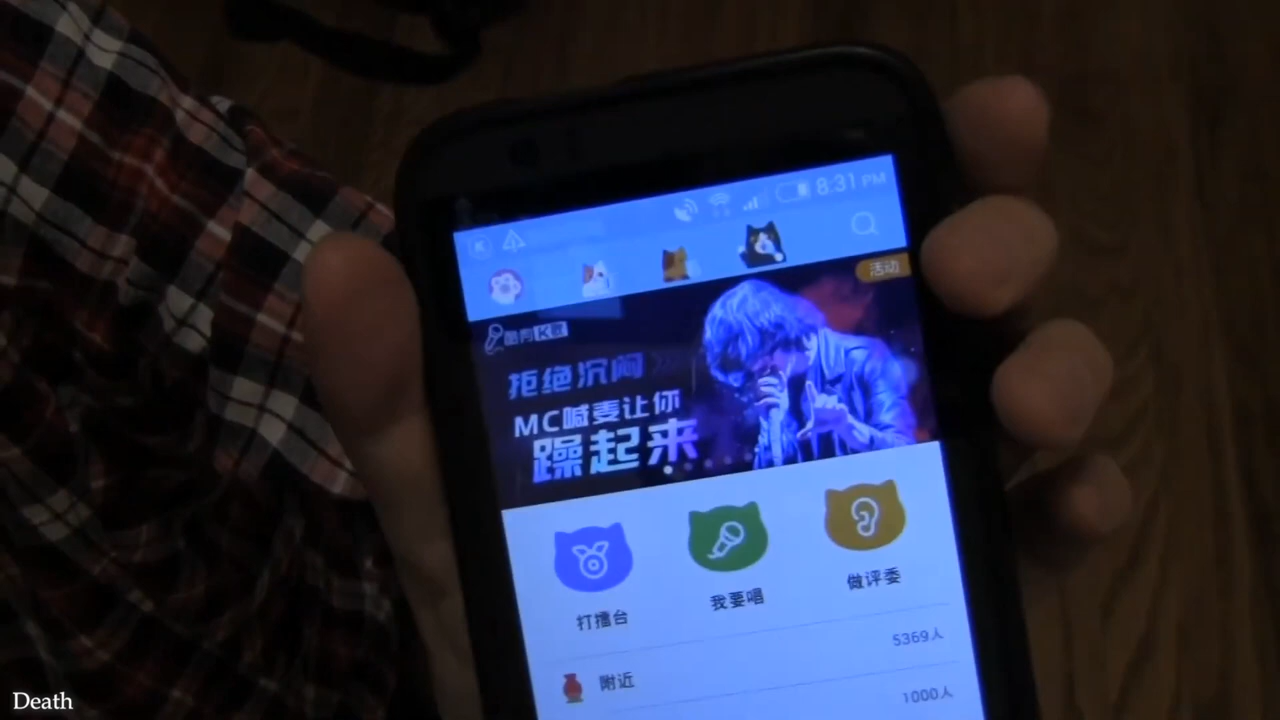 8:31 PM
活动
酷狗K歌
拒绝沉闷
MC喊麦让你
躁起来
打擂台
我要唱
做评委
5369人
附近
1000人
Death